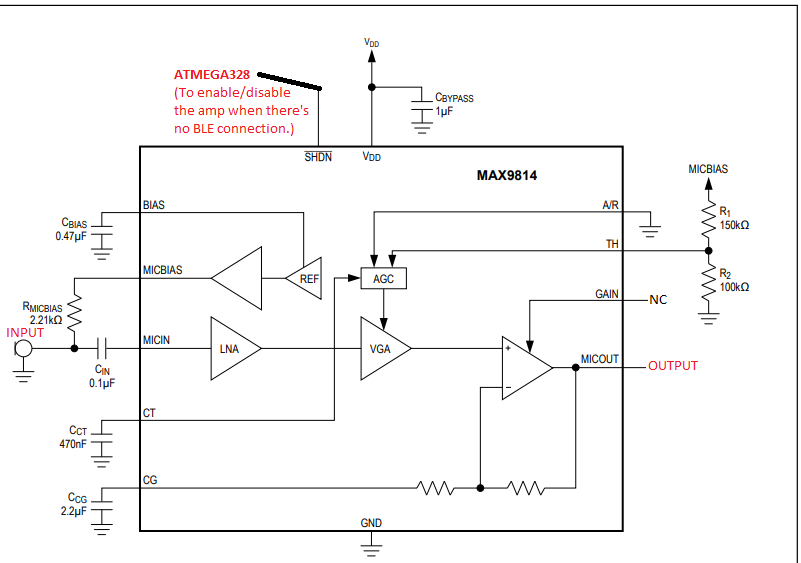 VDD
ATMEGA328
(To enable/disable
the amp when there's
no BLE connection.)
CBYPASS
1µF
SHDN
VDD
MAX9814
MICBIAS
BIAS
A/R
R1
150kΩ
CBIAS
0.47µF
TH
MICBIAS
REF
AGC
R2
100kΩ
GAIN
NC
RMICBIAS
2.21kΩ
INPUT
MICIN
LNA
VGA
+
MICOUT
OUTPUT
CIN
0.1µF
−
CT
CCT
470nF
CG
CCG
2.2µF
GND